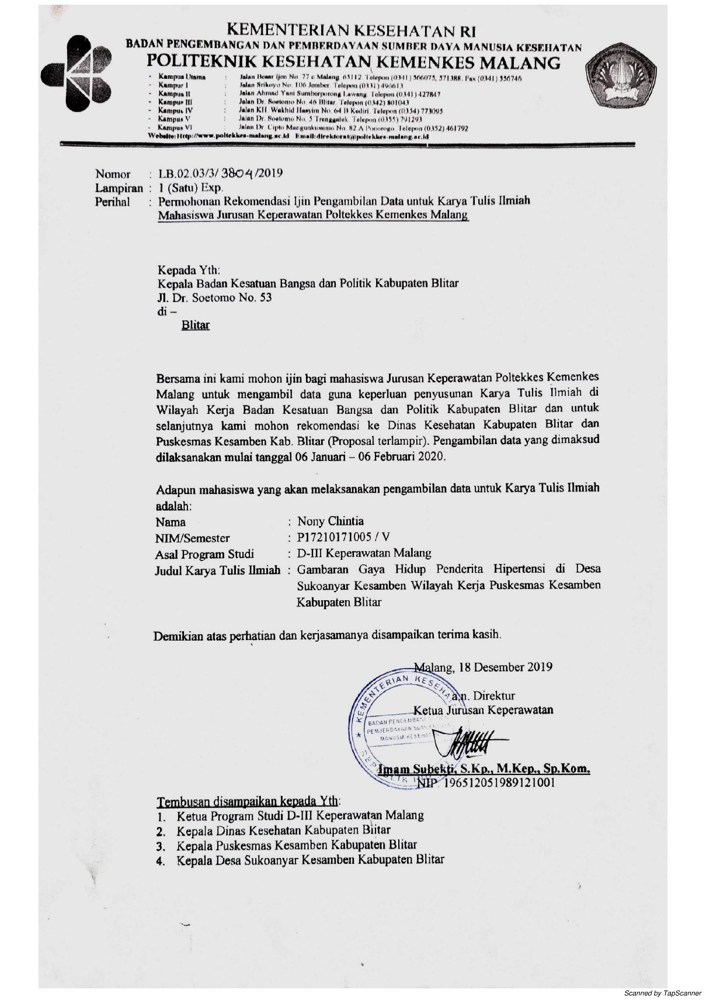 KEMENTERIAN KESEHATAN RI
BADAN PENGEMBANGAN DAN PEMBERDAYAAN SUMBER DAYA MANUSIA KESEHATAN
POLITEKNIK KESEHATAN KEMENKES MALANG
- Kampus Utama : Jalan Besar Ijen No. 77 c Malang, 65112. Telepon (0341) 566075, 571388. Fax (0341) 556746
- Kampus I : Jalan Srikoyo No. 106 Jember. Telepon (0331) 486613
- Kampus II : Jalan Ahmad Yani Sumberporong Lawang. Telepon (0341) 427847
- Kampus III : Jalan Dr. Soetomo No. 46 Blitar. Telepon (0342) 801043
- Kampus IV : Jalan KH. Wakhid Hasyim No. 64 B Kediri. Telepon (0354) 773095
- Kampus V : Jalan Dr. Soetomo No. 5 Trenggalek. Telepon (0355) 791293
- Kampus VI : Jalan Dr. Cipto Mangunkusumo No. 82 A Ponorogo. Telepon (0352) 461792
Website: Http://www.poltekkes-malang.ac.id Email: direktorat@poltekkes-malang.ac.id
Nomor : LB.02.03/3/ 3804 /2019
Lampiran : 1 (Satu) Exp.
Perihal : Permohonan Rekomendasi Ijin Pengambilan Data untuk Karya Tulis Ilmiah
Mahasiswa Jurusan Keperawatan Poltekkes Kemenkes Malang
Kepada Yth:
Kepala Badan Kesatuan Bangsa dan Politik Kabupaten Blitar
Jl. Dr. Soetomo No. 53
di –
Blitar
Bersama ini kami mohon ijin bagi mahasiswa Jurusan Keperawatan Poltekkes Kemenkes
Malang untuk mengambil data guna keperluan penyusunan Karya Tulis Ilmiah di
Wilayah Kerja Badan Kesatuan Bangsa dan Politik Kabupaten Blitar dan untuk
selanjutnya kami mohon rekomendasi ke Dinas Kesehatan Kabupaten Blitar dan
Puskesmas Kesamben Kab. Blitar (Proposal terlampir). Pengambilan data yang dimaksud
dilaksanakan mulai tanggal 06 Januari – 06 Februari 2020.
Adapun mahasiswa yang akan melaksanakan pengambilan data untuk Karya Tulis Ilmiah
adalah:
Nama : Nony Chintia
NIM/Semester : P17210171005 / V
Asal Program Studi : D-III Keperawatan Malang
Judul Karya Tulis Ilmiah : Gambaran Gaya Hidup Penderita Hipertensi di Desa
Sukoanyar Kesamben Wilayah Kerja Puskesmas Kesamben
Kabupaten Blitar
Demikian atas perhatian dan kerjasamanya disampaikan terima kasih.
Malang, 18 Desember 2019
a.n. Direktur
Ketua Jurusan Keperawatan
KEMENTERIAN KESEHA
BADAN PENGEMBANGAN
PEMBERDAYAAN SUM
MANUSIA KESEHA
REPUBLIK IN
Imam Subekti, S.Kp., M.Kep., Sp.Kom.
NIP. 196512051989121001
Tembusan disampaikan kepada Yth:
1. Ketua Program Studi D-III Keperawatan Malang
2. Kepala Dinas Kesehatan Kabupaten Blitar
3. Kepala Puskesmas Kesamben Kabupaten Blitar
4. Kepala Desa Sukoanyar Kesamben Kabupaten Blitar
Scanned by TapScanner